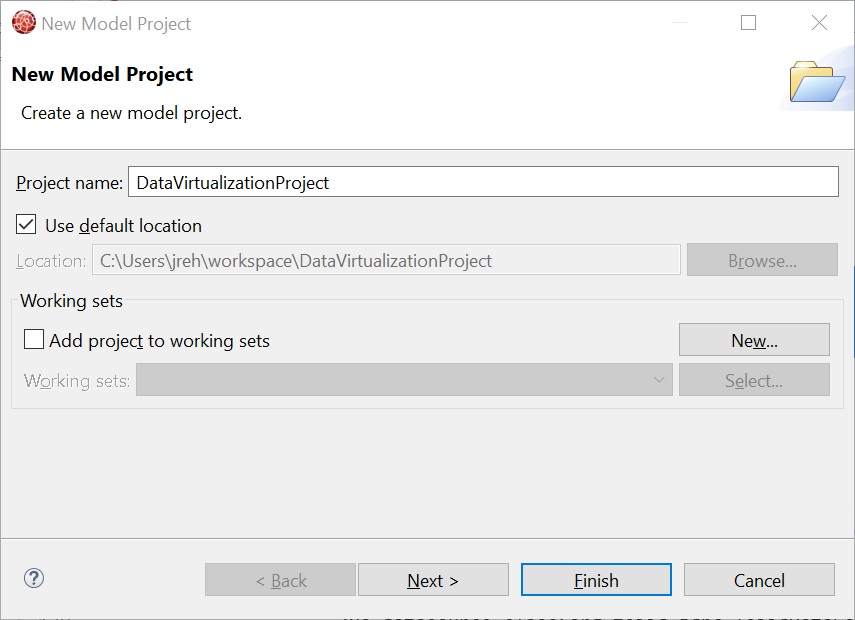 New Model Project
New Model Project
Create a new model project.
Project name: DataVirtualizationProject
Use default location
Location: C:\Users\jreh\workspace\DataVirtualizationProject Browse...
Working sets
Add project to working sets New...
Working sets: Select...
? < Back Next > Finish Cancel